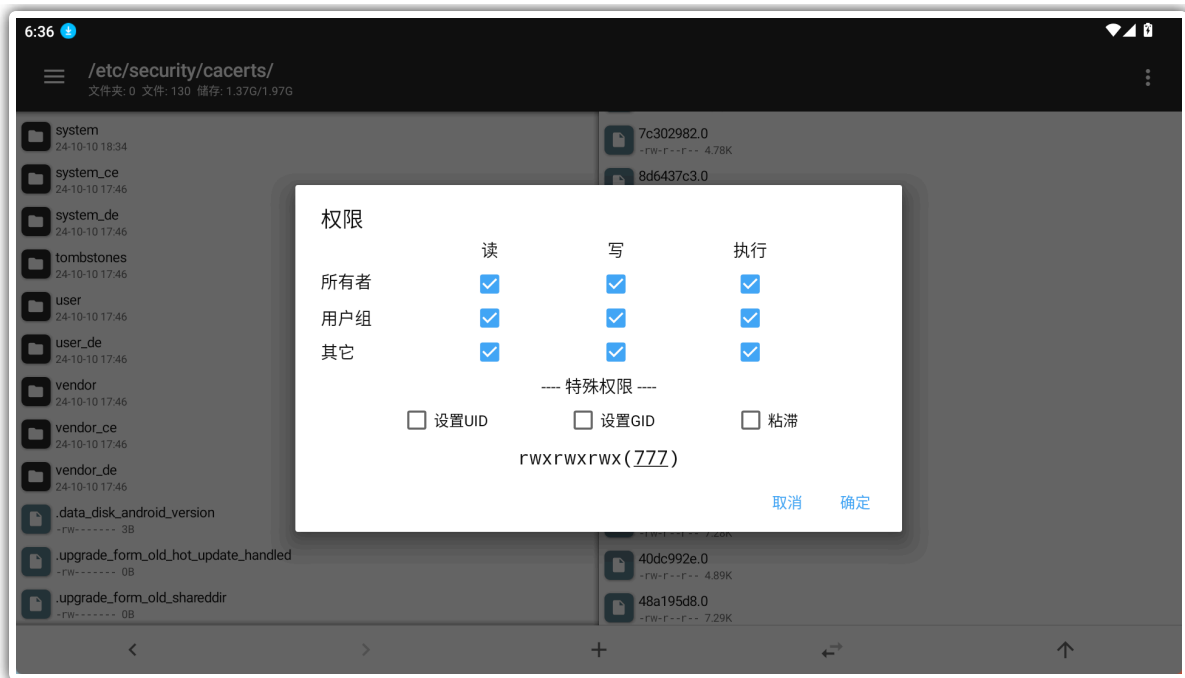 6:36
/etc/security/cacerts/
文件夹: 0 文件: 130 储存: 1.37G/1.97G
system
24-10-10 18:34
system_ce
24-10-10 17:46
system_de
24-10-10 17:46
tombstones
24-10-10 17:46
user
24-10-10 17:46
user_de
24-10-10 17:46
vendor
24-10-10 17:46
vendor_ce
24-10-10 17:46
vendor_de
24-10-10 17:46
.data_disk_android_version
-rw------- 3B
.upgrade_form_old_hot_update_handled
-rw------- 0B
.upgrade_form_old_shareddir
-rw------- 0B
7c302982.0
-rw-r--r-- 4.78K
8d6437c3.0
权限
读 写 执行
所有者
用户组
其它
---- 特殊权限 ----
设置UID 设置GID 粘滞
rwxrwxrwx(777)
取消 确定
-rw-r--r-- 7.28K
40dc992e.0
-rw-r--r-- 4.89K
48a195d8.0
-rw-r--r-- 7.29K